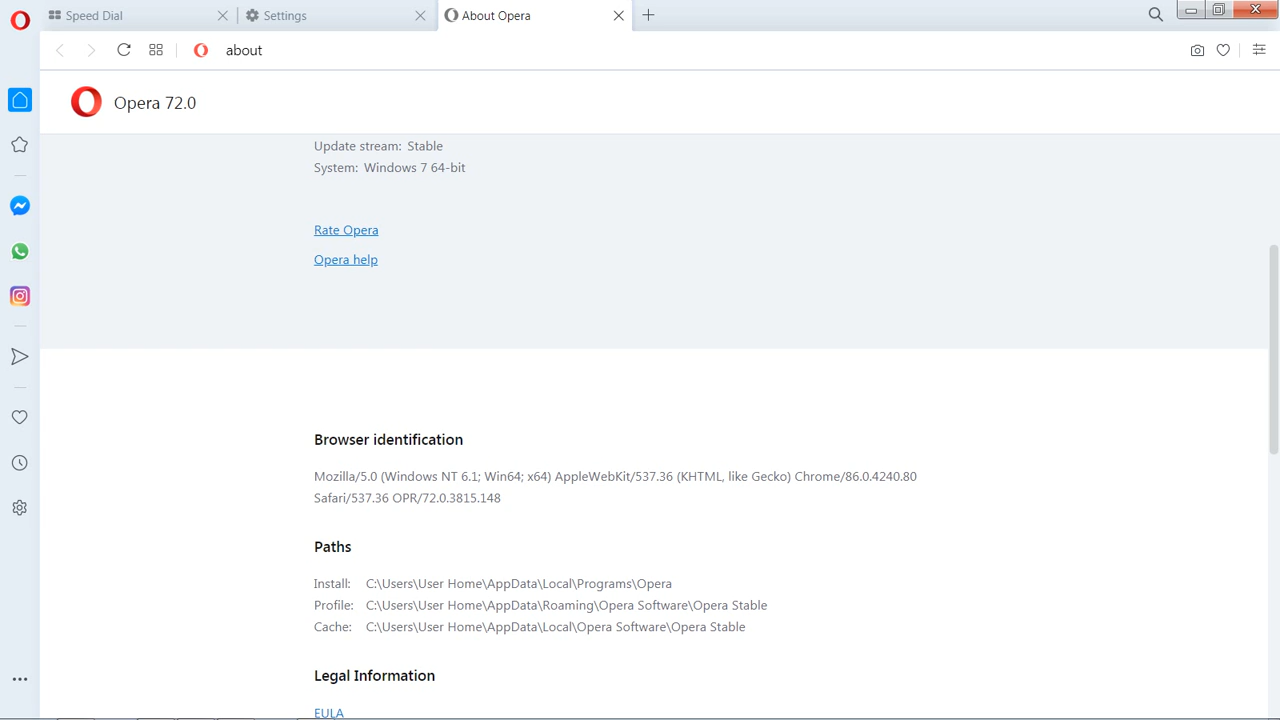 Speed Dial
Settings
About Opera
about
Opera 72.0
Update stream: Stable
System: Windows 7 64-bit
Rate Opera
Opera help
Browser identification
Mozilla/5.0 (Windows NT 6.1; Win64; x64) AppleWebKit/537.36 (KHTML, like Gecko) Chrome/86.0.4240.80
Safari/537.36 OPR/72.0.3815.148
Paths
Install: C:\Users\User Home\AppData\Local\Programs\Opera
Profile: C:\Users\User Home\AppData\Roaming\Opera Software\Opera Stable
Cache: C:\Users\User Home\AppData\Local\Opera Software\Opera Stable
Legal Information
EULA